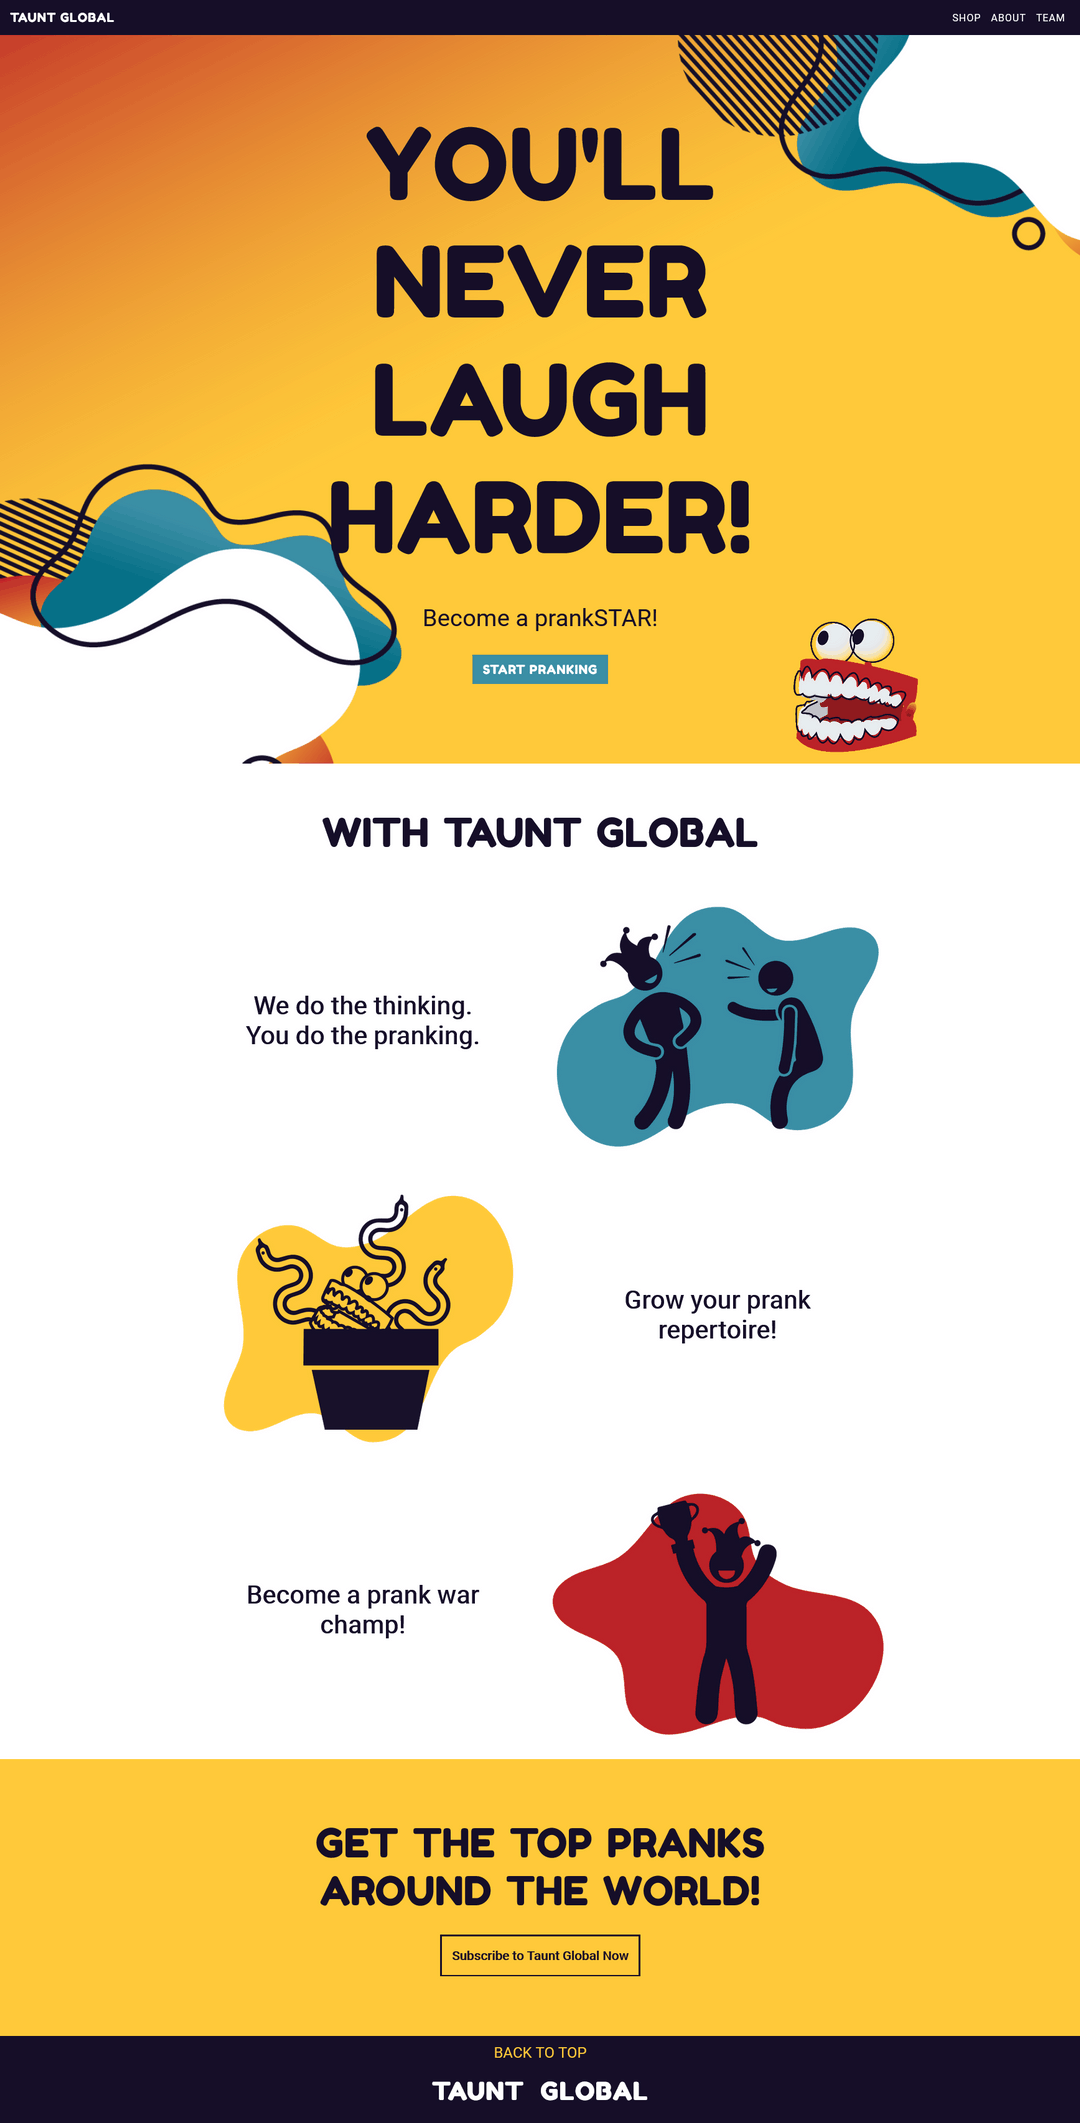 TAUNT GLOBAL
SHOP ABOUT TEAM
YOU'LL
NEVER
LAUGH
HARDER!
Become a prankSTAR!
START PRANKING
WITH TAUNT GLOBAL
We do the thinking.
You do the pranking.
Grow your prank
repertoire!
Become a prank war
champ!
GET THE TOP PRANKS
AROUND THE WORLD!
Subscribe to Taunt Global Now
BACK TO TOP
TAUNT GLOBAL